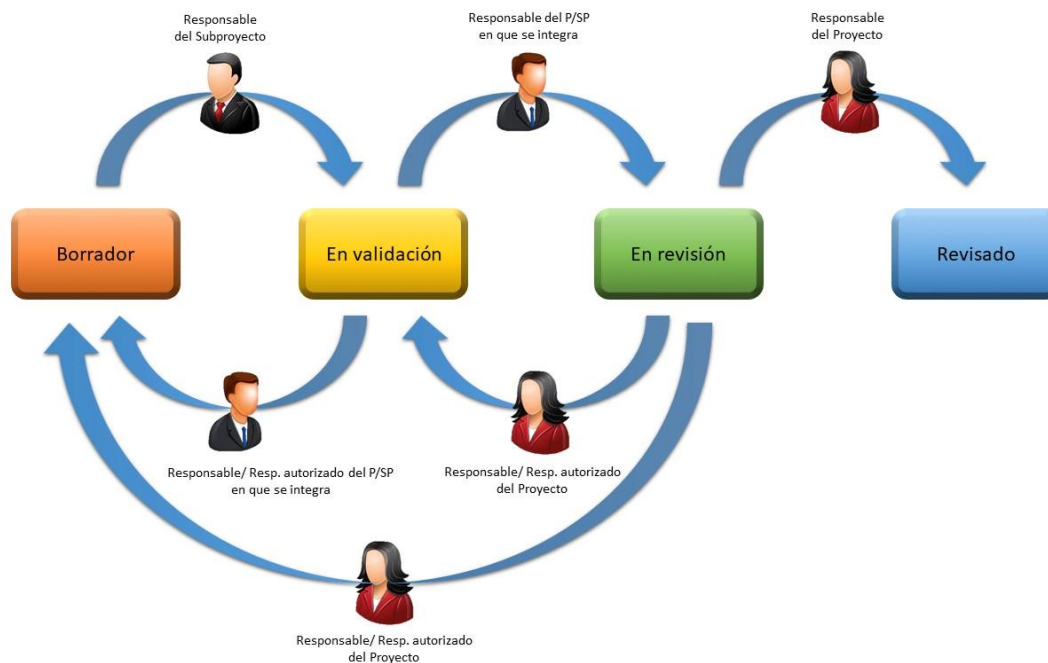 Responsable
del Subproyecto
Responsable del P/SP
en que se integra
Responsable
del Proyecto
Borrador
En validación
En revisión
Revisado
Responsable/ Resp. autorizado del P/SP
en que se integra
Responsable/ Resp. autorizado
del Proyecto
Responsable/ Resp. autorizado
del Proyecto